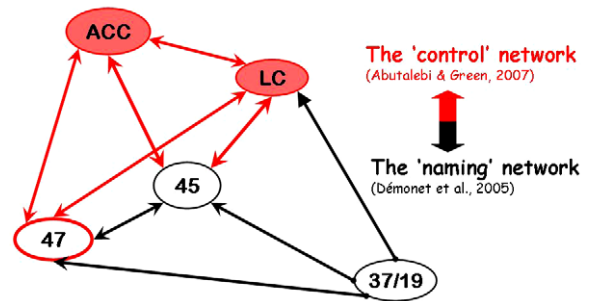 ACC
LC
The 'control' network
(Abutalebi & Green, 2007)
The 'naming' network
(Démonet et al., 2005)
45
47
37/19